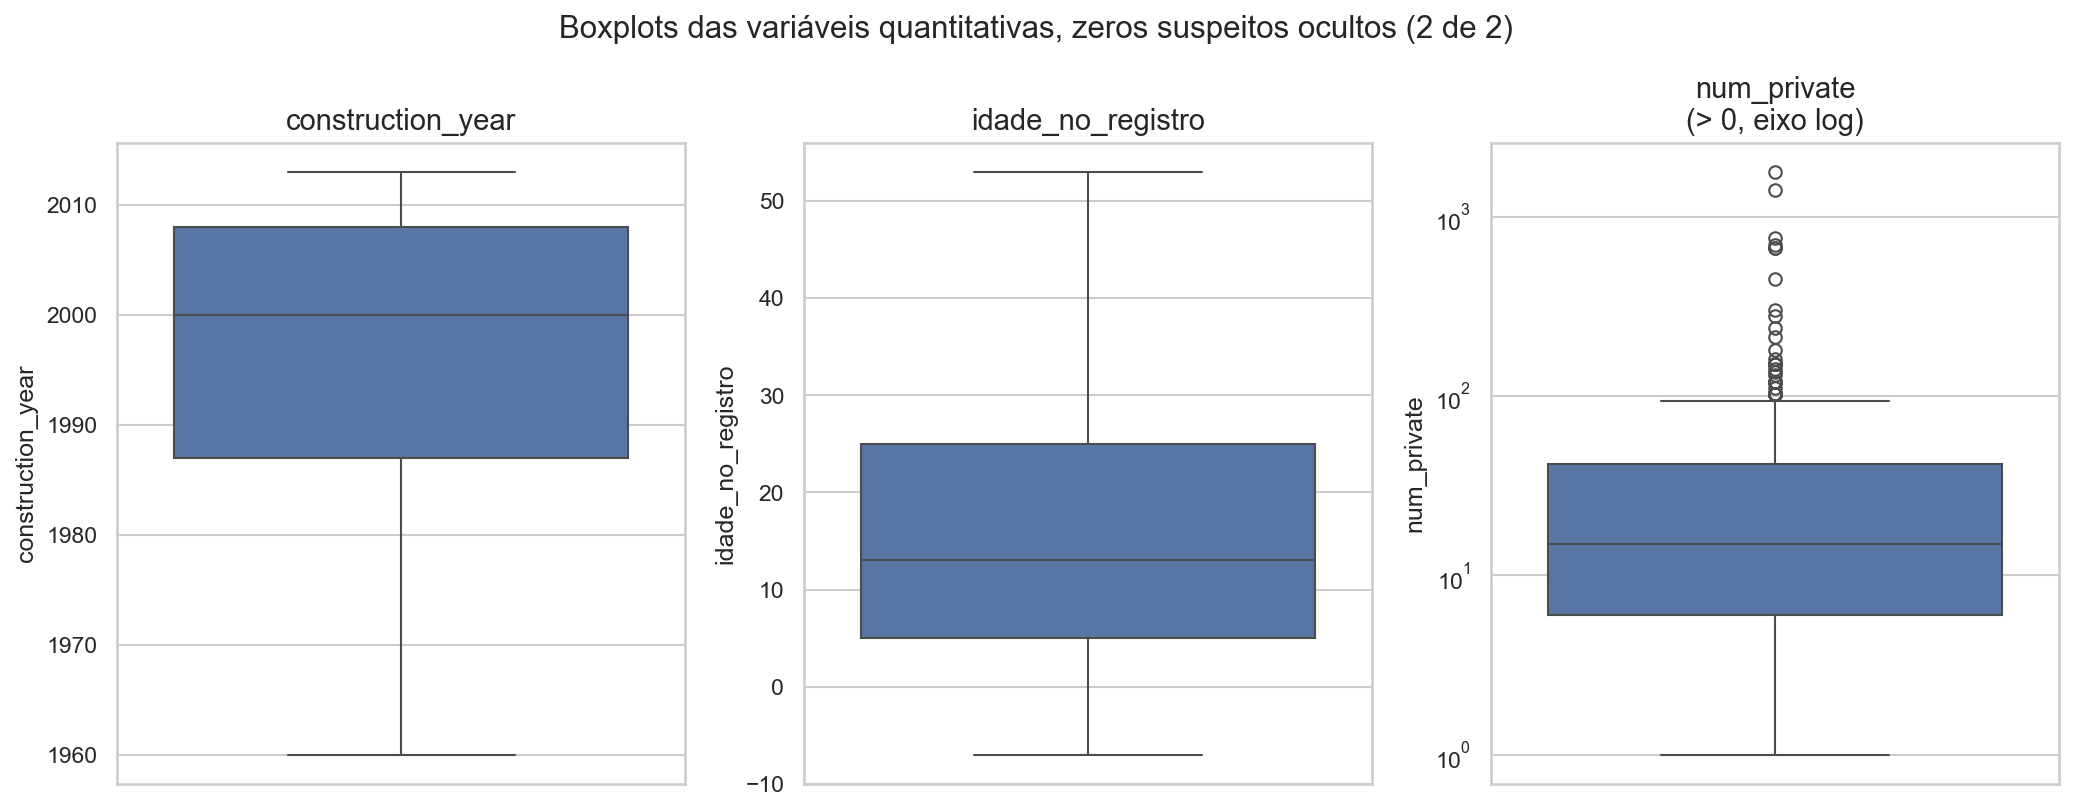 Boxplots das variáveis quantitativas, zeros suspeitos ocultos (2 de 2)
construction_year
construction_year
2010
2000
1990
1980
1970
1960
idade_no_registro
idade_no_registro
50
40
30
20
10
0
−10
num_private
(> 0, eixo log)
num_private
10³
10²
10¹
10⁰